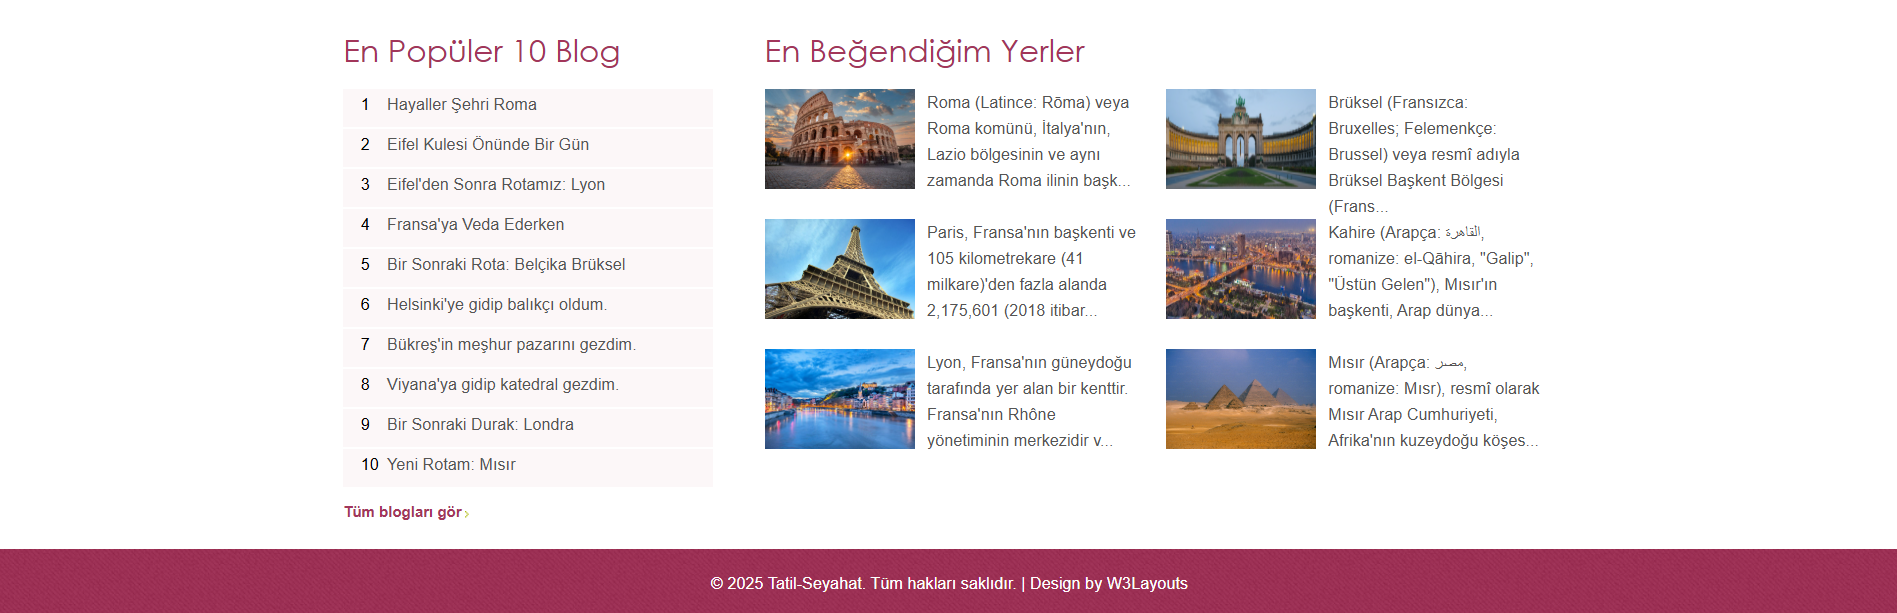 En Popüler 10 Blog
1 Hayaller Şehri Roma
2 Eifel Kulesi Önünde Bir Gün
3 Eifel'den Sonra Rotamız: Lyon
4 Fransa'ya Veda Ederken
5 Bir Sonraki Rota: Belçika Brüksel
6 Helsinki'ye gidip balıkçı oldum.
7 Bükreş'in meşhur pazarını gezdim.
8 Viyana'ya gidip katedral gezdim.
9 Bir Sonraki Durak: Londra
10 Yeni Rotam: Mısır
Tüm blogları gör
En Beğendiğim Yerler
Roma (Latince: Rōma) veya
Roma komünü, İtalya'nın,
Lazio bölgesinin ve aynı
zamanda Roma ilinin başk...
Brüksel (Fransızca:
Bruxelles; Felemenkçe:
Brussel) veya resmî adıyla
Brüksel Başkent Bölgesi
(Frans...
Paris, Fransa'nın başkenti ve
105 kilometrekare (41
milkare)'den fazla alanda
2,175,601 (2018 itibar...
Kahire (Arapça: القاهرة,
romanize: el-Qāhira, "Galip",
"Üstün Gelen"), Mısır'ın
başkenti, Arap dünya...
Lyon, Fransa'nın güneydoğu
tarafında yer alan bir kenttir.
Fransa'nın Rhône
yönetiminin merkezidir v...
Mısır (Arapça: مصر,
romanize: Mısr), resmî olarak
Mısır Arap Cumhuriyeti,
Afrika'nın kuzeydoğu köşes...
© 2025 Tatil-Seyahat. Tüm hakları saklıdır. | Design by W3Layouts